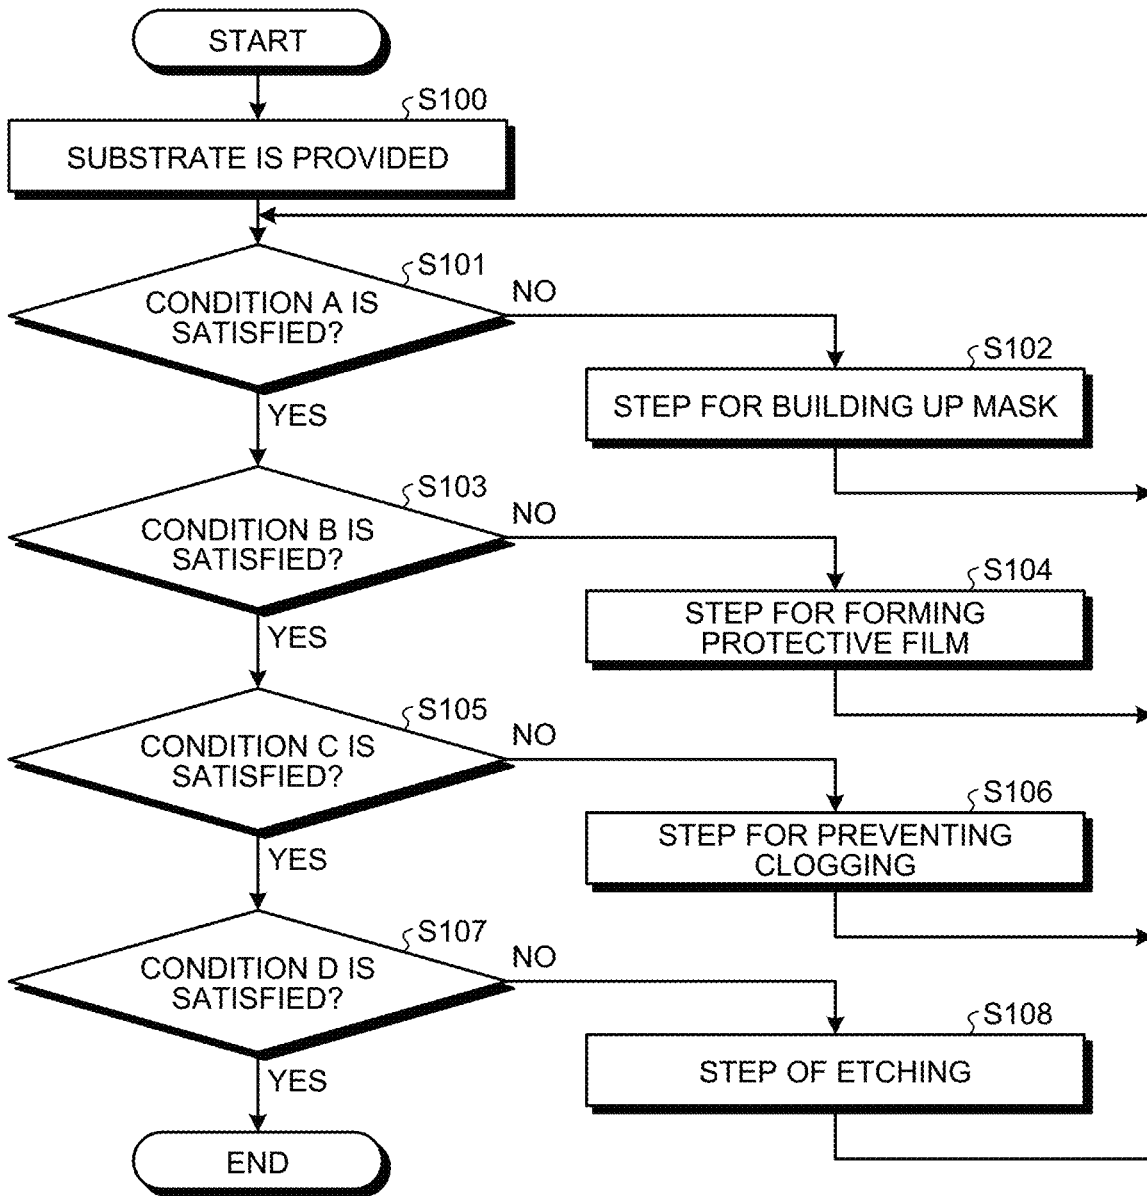 START
S100
SUBSTRATE IS PROVIDED
S101
CONDITION A IS
SATISFIED?
NO
YES
S102
STEP FOR BUILDING UP MASK
S103
CONDITION B IS
SATISFIED?
NO
YES
S104
STEP FOR FORMING
PROTECTIVE FILM
S105
CONDITION C IS
SATISFIED?
NO
YES
S106
STEP FOR PREVENTING
CLOGGING
S107
CONDITION D IS
SATISFIED?
NO
YES
S108
STEP OF ETCHING
END